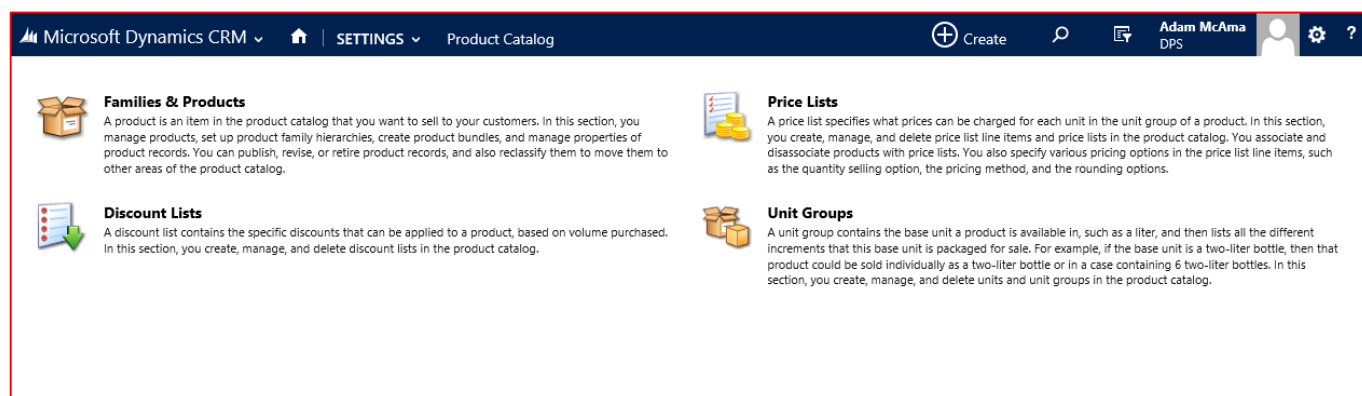 Microsoft Dynamics CRM SETTINGS Product Catalog Create Adam McAma ?
DPS
Families & Products
A product is an item in the product catalog that you want to sell to your customers. In this section, you
manage products, set up product family hierarchies, create product bundles, and manage properties of
product records. You can publish, revise, or retire product records, and also reclassify them to move them to
other areas of the product catalog.
Price Lists
A price list specifies what prices can be charged for each unit in the unit group of a product. In this section,
you create, manage, and delete price list line items and price lists in the product catalog. You associate and
disassociate products with price lists. You also specify various pricing options in the price list line items, such
as the quantity selling option, the pricing method, and the rounding options.
Discount Lists
A discount list contains the specific discounts that can be applied to a product, based on volume purchased.
In this section, you create, manage, and delete discount lists in the product catalog.
Unit Groups
A unit group contains the base unit a product is available in, such as a liter, and then lists all the different
increments that this base unit is packaged for sale. For example, if the base unit is a two-liter bottle, then that
product could be sold individually as a two-liter bottle or in a case containing 6 two-liter bottles. In this
section, you create, manage, and delete units and unit groups in the product catalog.